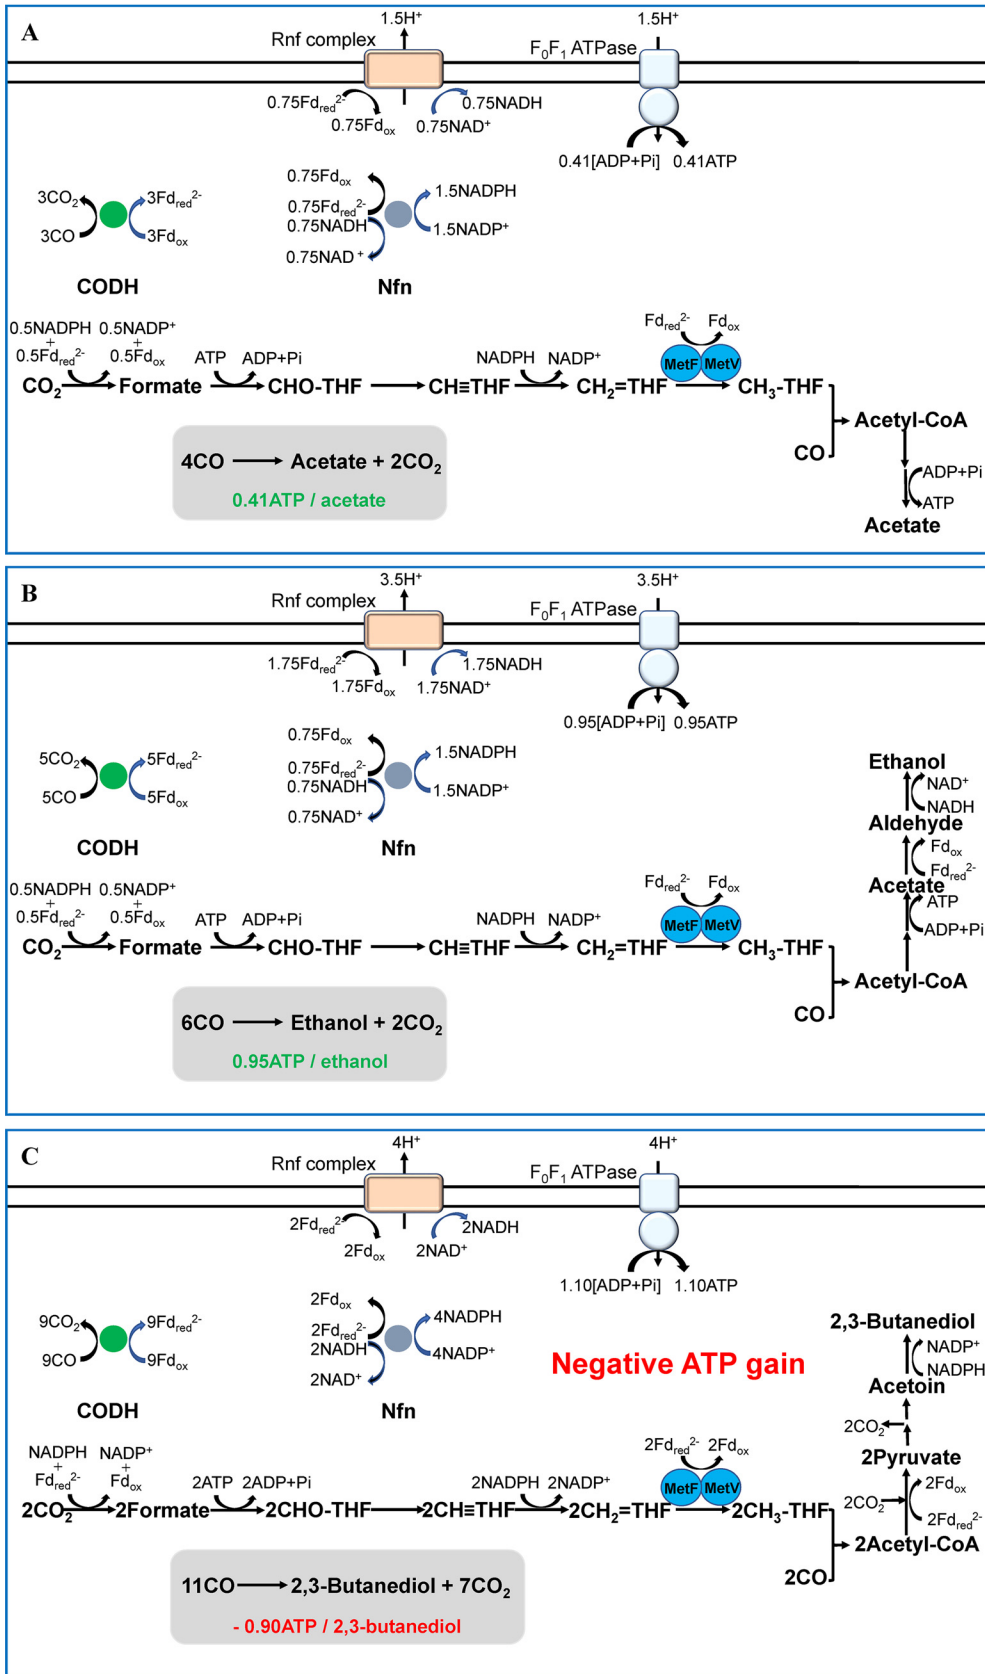 A
1.5H⁺ 1.5H⁺
Rnf complex F₀F₁ ATPase
0.75Fd_red²⁻ 0.75NADH
0.75Fd_ox 0.75NAD⁺
0.41[ADP+Pi] 0.41ATP
3CO₂ 3Fd_red²⁻
3CO 3Fd_ox
CODH
0.75Fd_ox
0.75Fd_red²⁻ 1.5NADPH
0.75NADH 1.5NADP⁺
0.75NAD⁺
Nfn
0.5NADPH 0.5NADP⁺
+ +
0.5Fd_red²⁻ 0.5Fd_ox
ATP ADP+Pi
NADPH NADP⁺
Fd_red²⁻ Fd_ox
MetF MetV
CO₂ Formate CHO-THF CH≡THF CH₂=THF CH₃-THF
CO
Acetyl-CoA
ADP+Pi
ATP
Acetate
4CO → Acetate + 2CO₂
0.41ATP / acetate
B
3.5H⁺ 3.5H⁺
Rnf complex F₀F₁ ATPase
1.75Fd_red²⁻ 1.75NADH
1.75Fd_ox 1.75NAD⁺
0.95[ADP+Pi] 0.95ATP
5CO₂ 5Fd_red²⁻
5CO 5Fd_ox
CODH
0.75Fd_ox
0.75Fd_red²⁻ 1.5NADPH
0.75NADH 1.5NADP⁺
0.75NAD⁺
Nfn
Ethanol
NAD⁺
NADH
Aldehyde
Fd_ox
Fd_red²⁻
Acetate
ATP
ADP+Pi
Acetyl-CoA
0.5NADPH 0.5NADP⁺
+ +
0.5Fd_red²⁻ 0.5Fd_ox
ATP ADP+Pi
NADPH NADP⁺
Fd_red²⁻ Fd_ox
MetF MetV
CO₂ Formate CHO-THF CH≡THF CH₂=THF CH₃-THF
CO
6CO → Ethanol + 2CO₂
0.95ATP / ethanol
C
4H⁺ 4H⁺
Rnf complex F₀F₁ ATPase
2Fd_red²⁻ 2NADH
2Fd_ox 2NAD⁺
1.10[ADP+Pi] 1.10ATP
9CO₂ 9Fd_red²⁻
9CO 9Fd_ox
CODH
2Fd_ox
2Fd_red²⁻ 4NADPH
2NADH 4NADP⁺
2NAD⁺
Nfn
Negative ATP gain
2,3-Butanediol
NADP⁺
NADPH
Acetoin
2CO₂
2Pyruvate
2Fd_ox
2CO₂
2Fd_red²⁻
2Acetyl-CoA
NADPH NADP⁺
+ +
Fd_red²⁻ Fd_ox
2ATP 2ADP+Pi
2NADPH 2NADP⁺
2Fd_red²⁻ 2Fd_ox
MetF MetV
2CO₂ 2Formate 2CHO-THF 2CH≡THF 2CH₂=THF 2CH₃-THF
2CO
11CO → 2,3-Butanediol + 7CO₂
- 0.90ATP / 2,3-butanediol